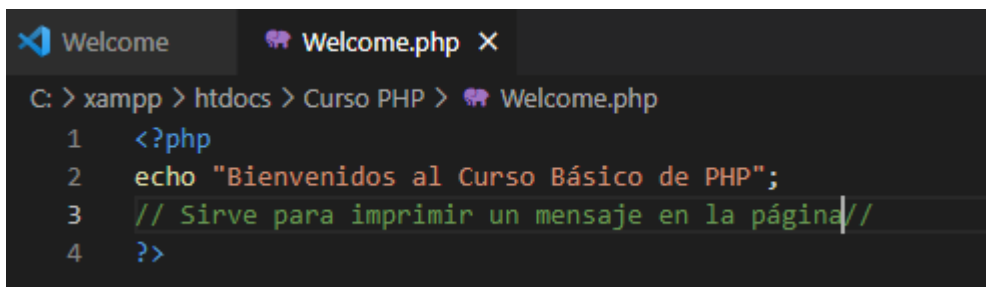 Welcome Welcome.php ×
C: > xampp > htdocs > Curso PHP > Welcome.php
1 <?php
2 echo "Bienvenidos al Curso Básico de PHP";
3 // Sirve para imprimir un mensaje en la página//
4 ?>